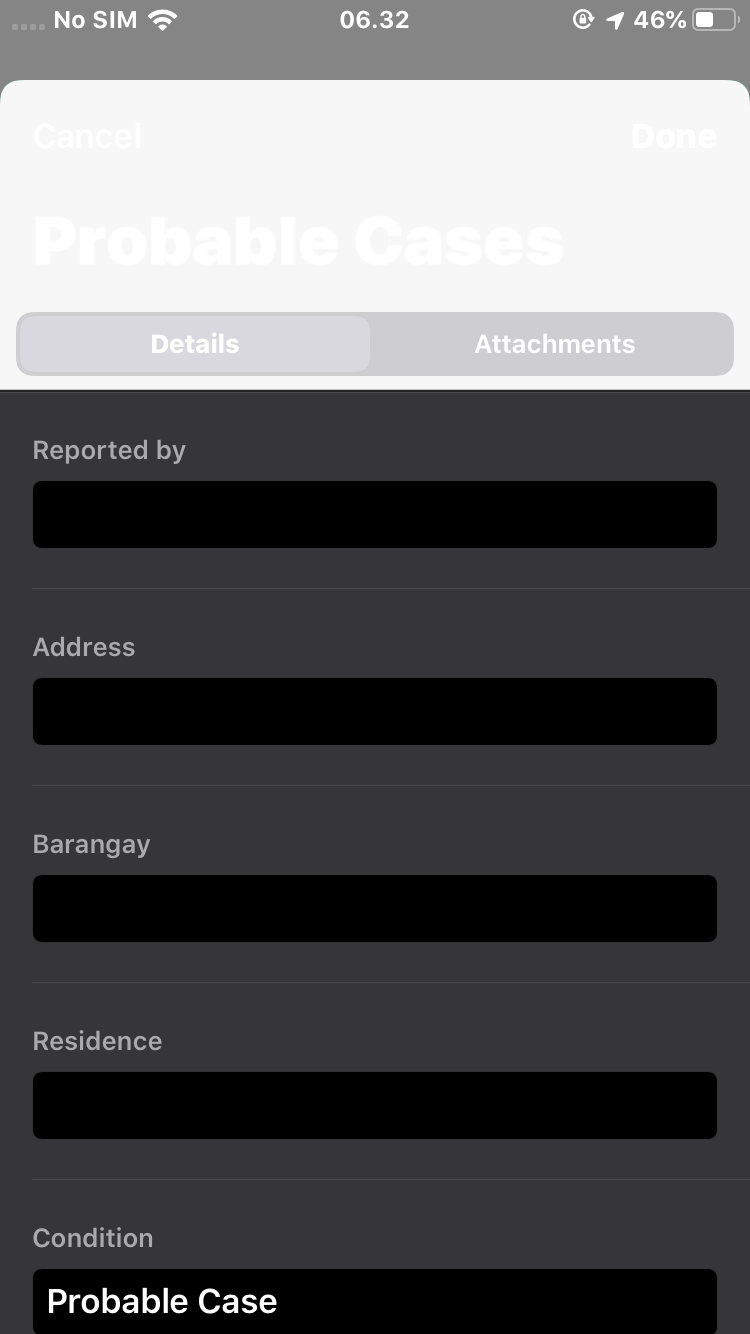 No SIM 06.32 46%
Cancel Done
Probable Cases
Details Attachments
Reported by
Address
Barangay
Residence
Condition
Probable Case